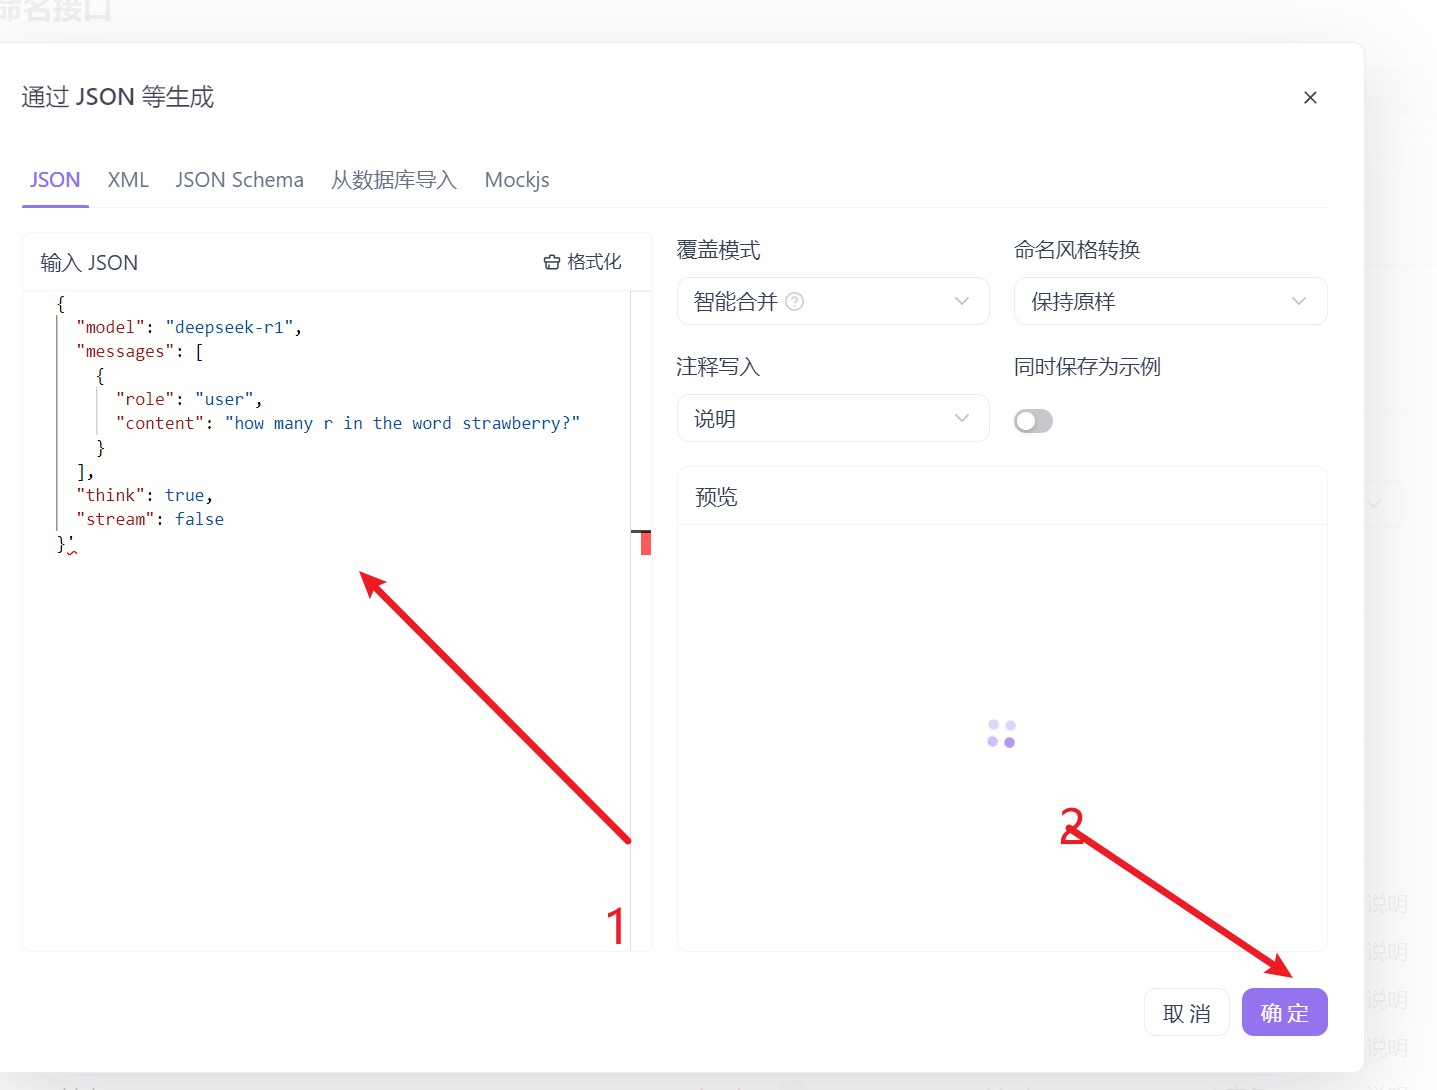 命名接口
通过 JSON 等生成
JSON XML JSON Schema 从数据库导入 Mockjs
输入 JSON 格式化
{
  "model": "deepseek-r1",
  "messages": [
    {
      "role": "user",
      "content": "how many r in the word strawberry?"
    }
  ],
  "think": true,
  "stream": false
}'
覆盖模式 命名风格转换
智能合并 ? 保持原样
注释写入 同时保存为示例
说明
预览
1
2
取消 确定
说明
说明
说明
说明